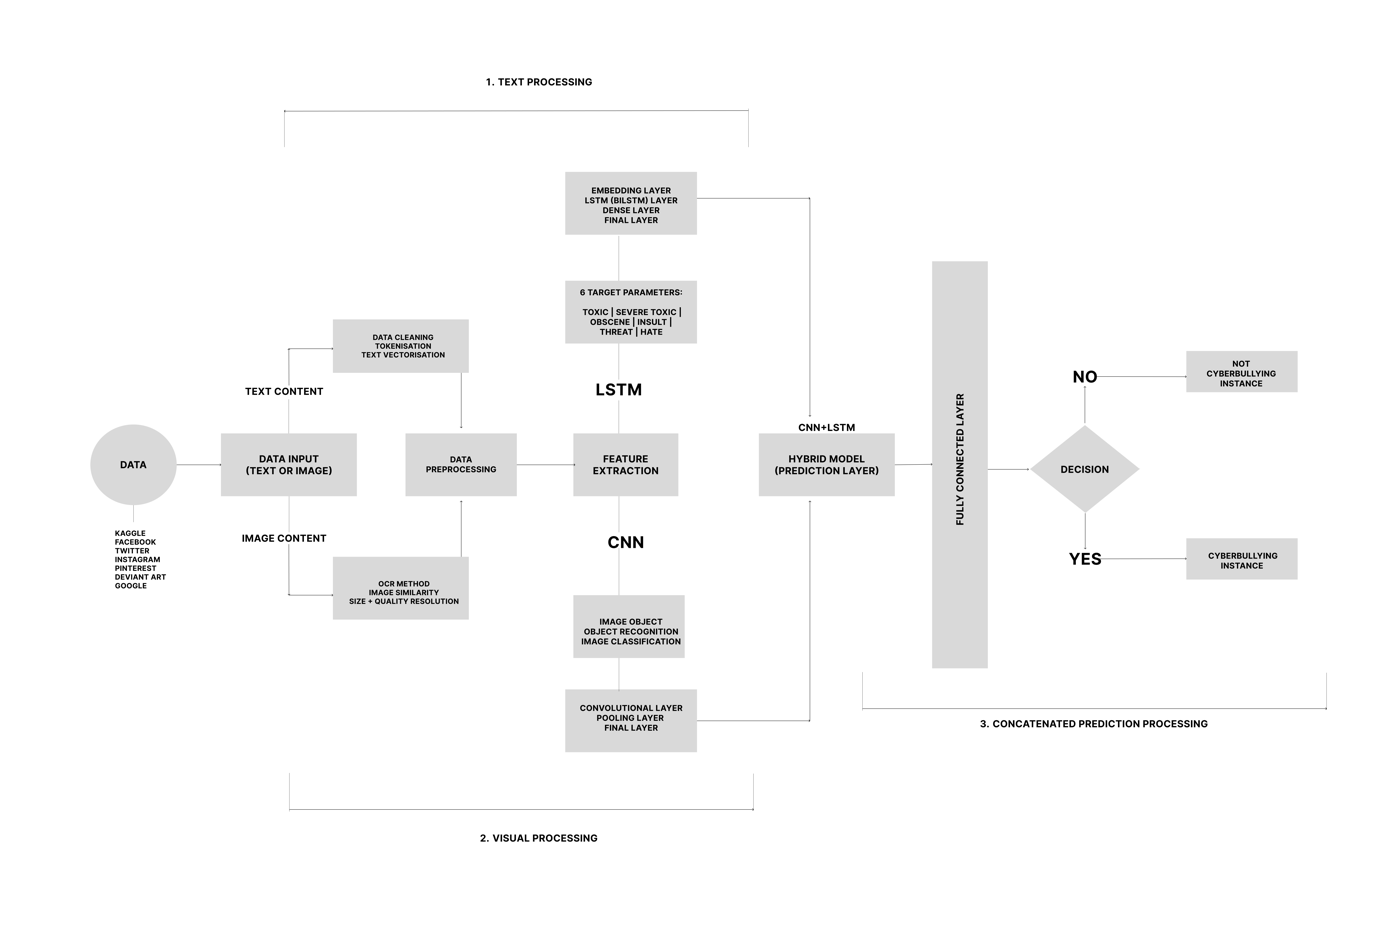 1. TEXT PROCESSING
EMBEDDING LAYER
LSTM (BILSTM) LAYER
DENSE LAYER
FINAL LAYER
6 TARGET PARAMETERS:
TOXIC | SEVERE TOXIC |
OBSCENE | INSULT |
THREAT | HATE
DATA CLEANING
TOKENISATION
TEXT VECTORISATION
TEXT CONTENT
LSTM
DATA
DATA INPUT
(TEXT OR IMAGE)
DATA
PREPROCESSING
FEATURE
EXTRACTION
CNN+LSTM
HYBRID MODEL
(PREDICTION LAYER)
FULLY CONNECTED LAYER
DECISION
NO
NOT
CYBERBULLYING
INSTANCE
YES
CYBERBULLYING
INSTANCE
KAGGLE
FACEBOOK
TWITTER
INSTAGRAM
PINTEREST
DEVIANT ART
GOOGLE
IMAGE CONTENT
OCR METHOD
IMAGE SIMILARITY
SIZE + QUALITY RESOLUTION
CNN
IMAGE OBJECT
OBJECT RECOGNITION
IMAGE CLASSIFICATION
CONVOLUTIONAL LAYER
POOLING LAYER
FINAL LAYER
3. CONCATENATED PREDICTION PROCESSING
2. VISUAL PROCESSING